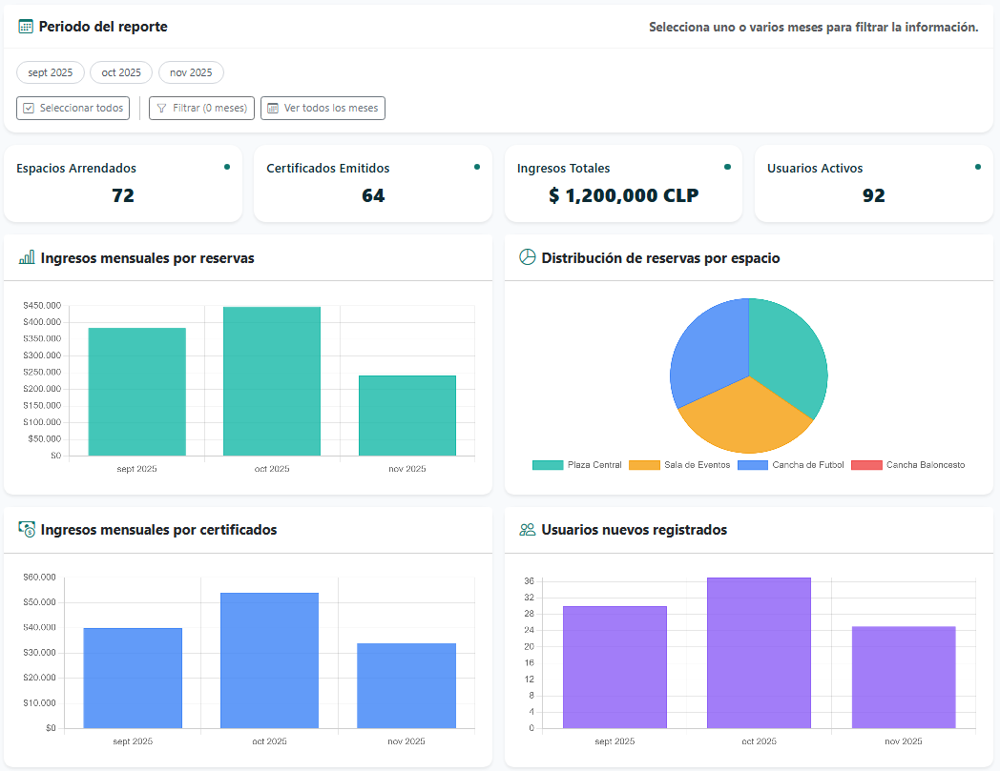 Periodo del reporte
Selecciona uno o varios meses para filtrar la información.
sept 2025 oct 2025 nov 2025
Seleccionar todos Filtrar (0 meses) Ver todos los meses
Espacios Arrendados
72
Certificados Emitidos
64
Ingresos Totales
$ 1,200,000 CLP
Usuarios Activos
92
Ingresos mensuales por reservas
$450.000
$400.000
$350.000
$300.000
$250.000
$200.000
$150.000
$100.000
$50.000
$0
sept 2025 oct 2025 nov 2025
Distribución de reservas por espacio
Plaza Central Sala de Eventos Cancha de Futbol Cancha Baloncesto
Ingresos mensuales por certificados
$60.000
$50.000
$40.000
$30.000
$20.000
$10.000
$0
sept 2025 oct 2025 nov 2025
Usuarios nuevos registrados
36
32
28
24
20
16
12
8
4
0
sept 2025 oct 2025 nov 2025